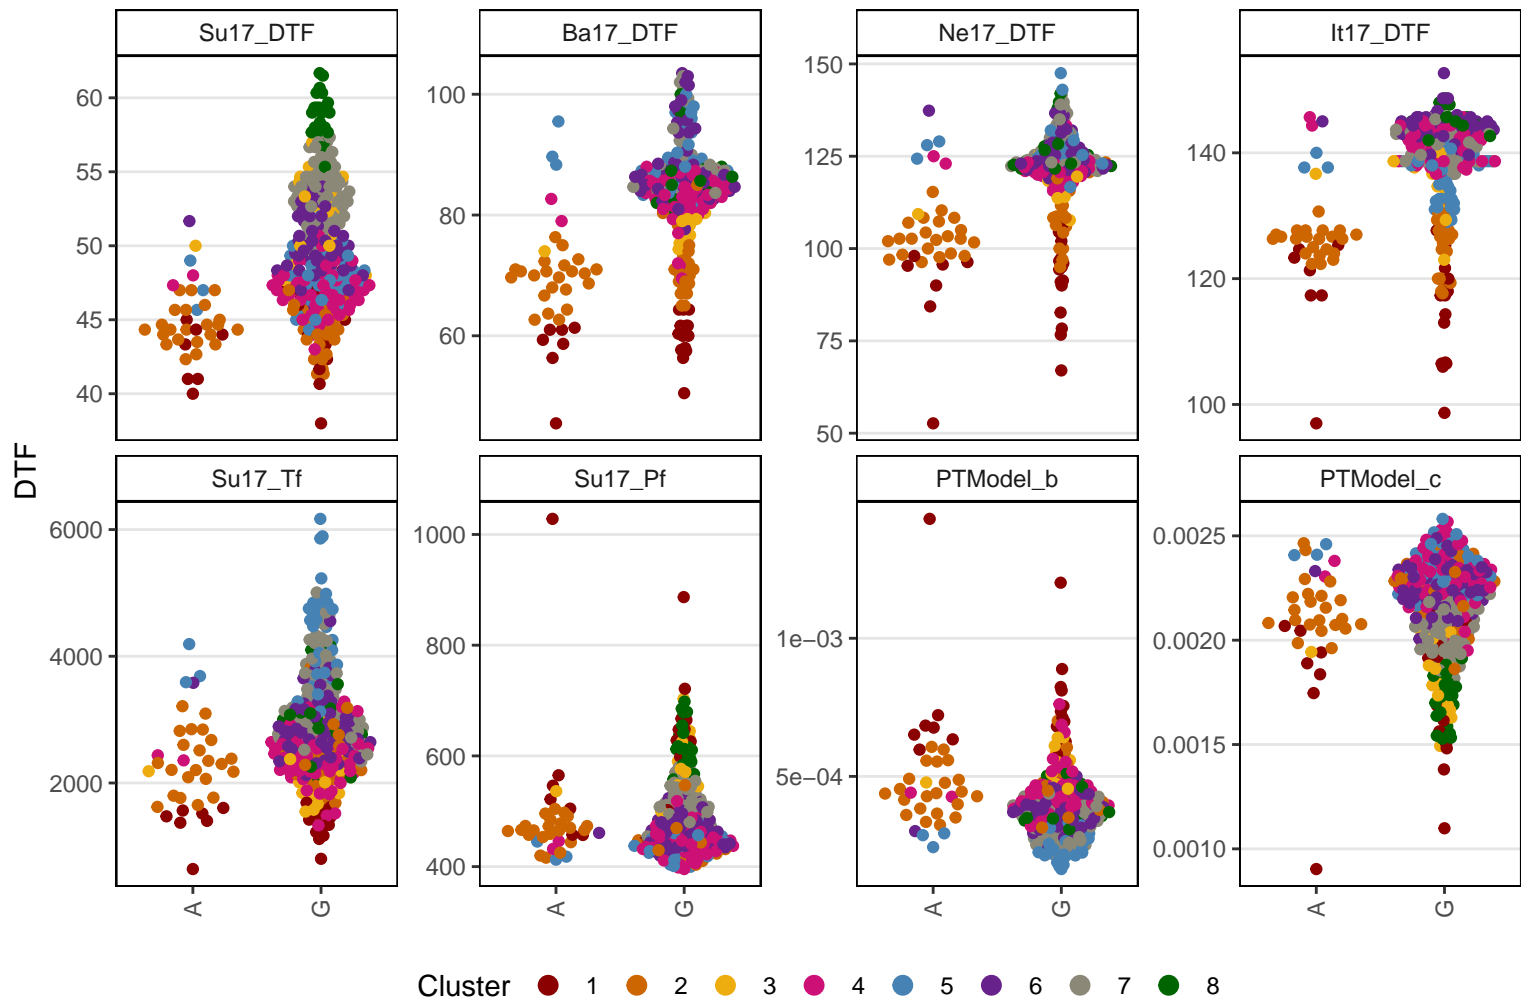 Su17_DTF Ba17_DTF Ne17_DTF It17_DTF
60 55 50 45 40
100 80 60
150 125 100 75 50
140 120 100
DTF
Su17_Tf Su17_Pf PTModel_b PTModel_c
6000 4000 2000
1000 800 600 400
1e−03 5e−04
0.0025 0.0020 0.0015 0.0010
A G A G A G A G
Cluster 1 2 3 4 5 6 7 8